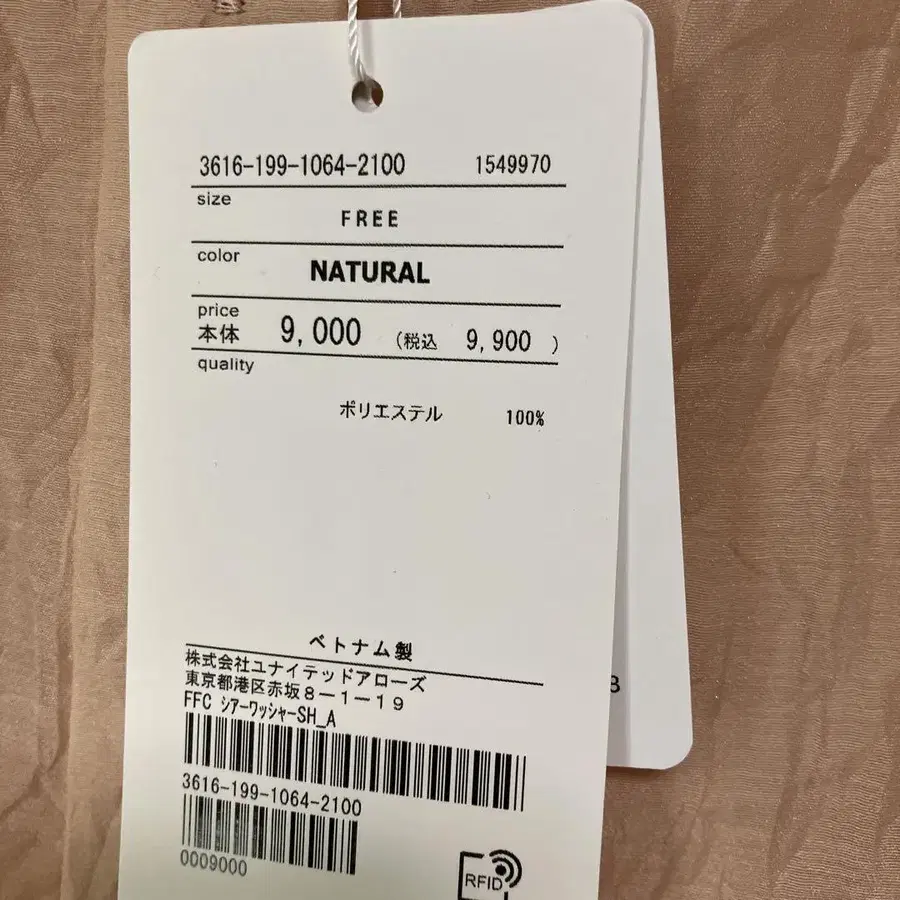 3616-199-1064-2100 1549970
size
FREE
color
NATURAL
price
本体 9,000 (税込 9,900 )
quality
ポリエステル 100%
ベトナム製
株式会社ユナイテッドアローズ
東京都港区赤坂8-1-19
FFC シアーワッシャーSH_A
3616-199-1064-2100
0009000
RFID